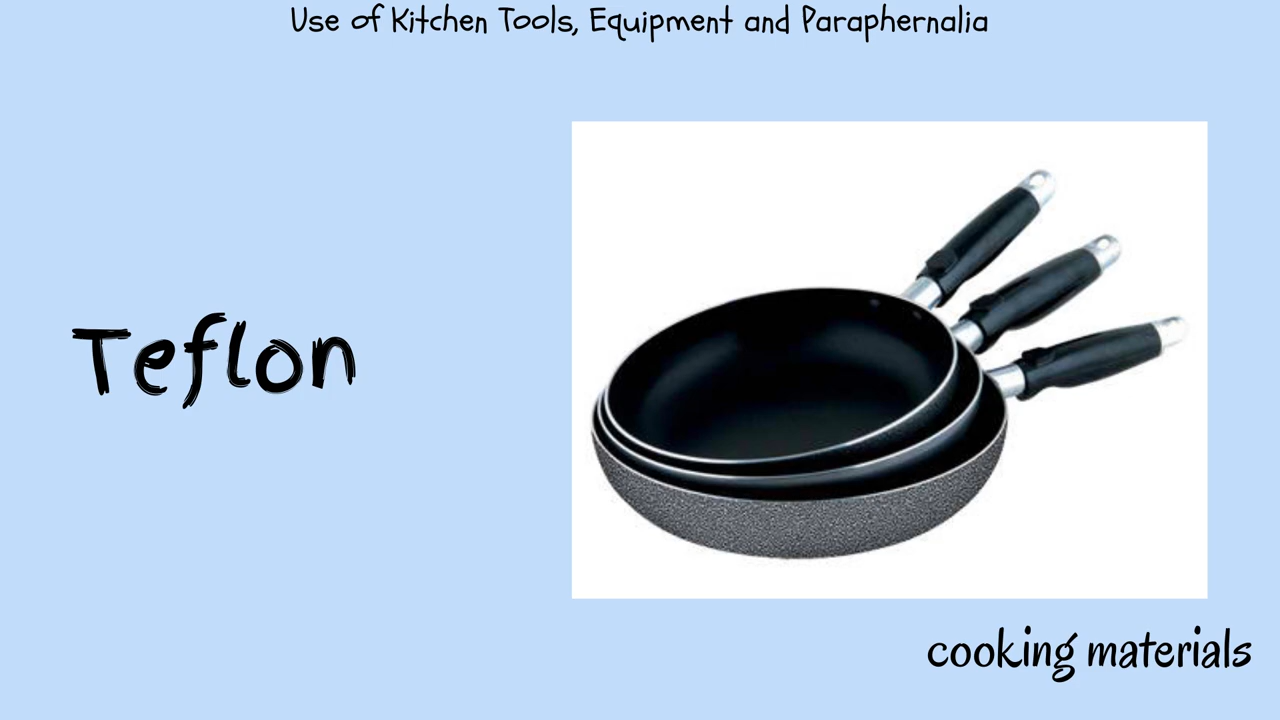 Use of Kitchen Tools, Equipment and Paraphernalia
Teflon
cooking materials